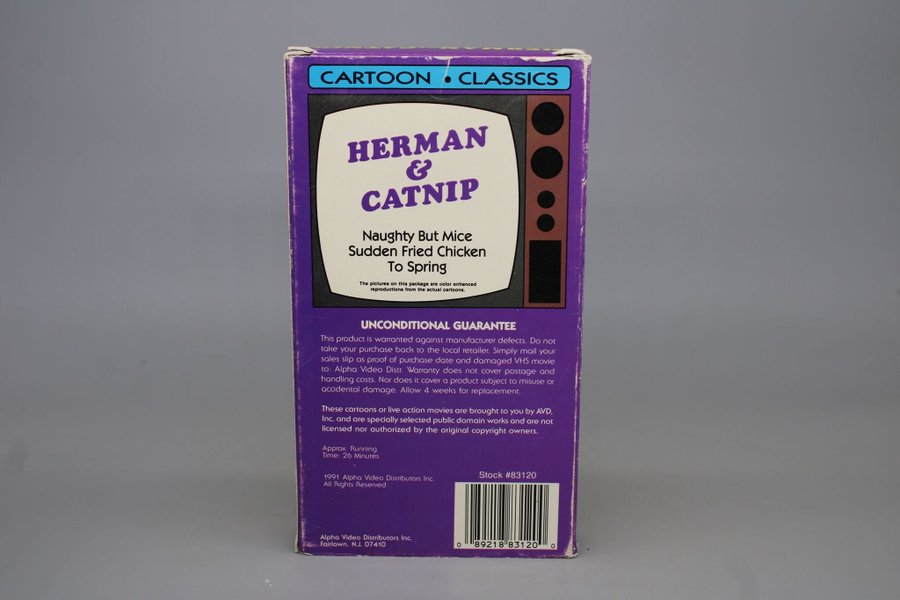 CARTOON • CLASSICS
HERMAN
&
CATNIP
Naughty But Mice
Sudden Fried Chicken
To Spring
The pictures on this package are color enhanced
reproductions from the actual cartoons.
UNCONDITIONAL GUARANTEE
This product is warranted against manufacturer defects. Do not
take your purchase back to the local retailer. Simply mail your
sales slip as proof of purchase date and damaged VHS movie
to: Alpha Video Distr. Warranty does not cover postage and
handling costs. Nor does it cover a product subject to misuse or
accidental damage. Allow 4 weeks for replacement.
These cartoons or live action movies are brought to you by AVD,
Inc. and are specially selected public domain works and are not
licensed nor authorized by the original copyright owners.
Approx. Running
Time: 26 Minutes
1991 Alpha Video Distributors Inc.
All Rights Reserved
Stock #83120
0 89218 83120 0
Alpha Video Distributors Inc.
Fairlawn, N.J. 07410